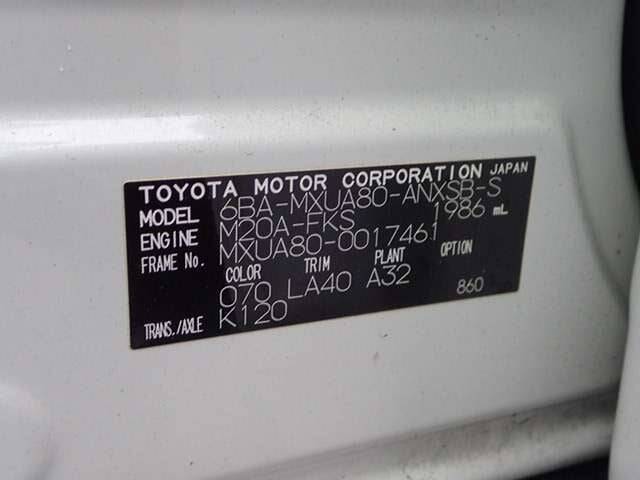 TOYOTA MOTOR CORPORATION JAPAN
MODEL 6BA-MXUA80-ANXSB-S
ENGINE M20A-FKS 1986 mL
FRAME No. MXUA80-0017461
COLOR TRIM PLANT OPTION
070 LA40 A32 860
TRANS./AXLE K120